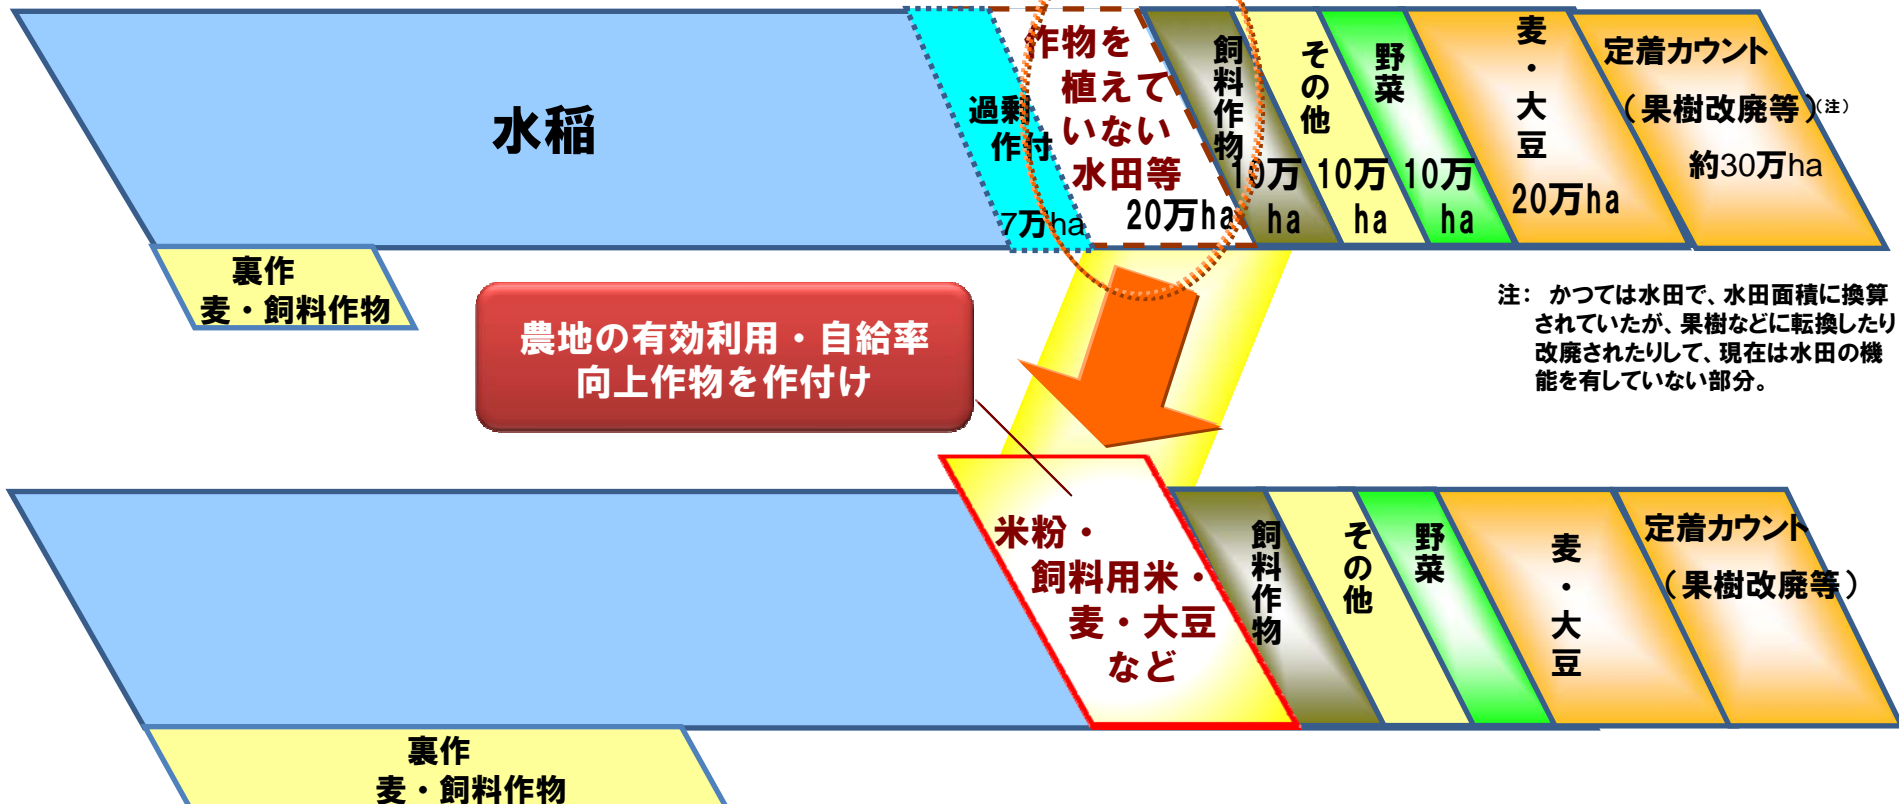 水稲
過剰
作付
7万ha
作物を
植えて
いない
水田等
20万ha
飼料作物
10万
ha
その他
10万
ha
野菜
10万
ha
麦・大豆
20万ha
定着カウント
(果樹改廃等)(注)
約30万ha
裏作
麦・飼料作物
農地の有効利用・自給率
向上作物を作付け
注: かつては水田で、水田面積に換算
されていたが、果樹などに転換したり
改廃されたりして、現在は水田の機
能を有していない部分。
米粉・
飼料用米・
麦・大豆
など
飼料作物
その他
野菜
麦・大豆
定着カウント
(果樹改廃等)
裏作
麦・飼料作物